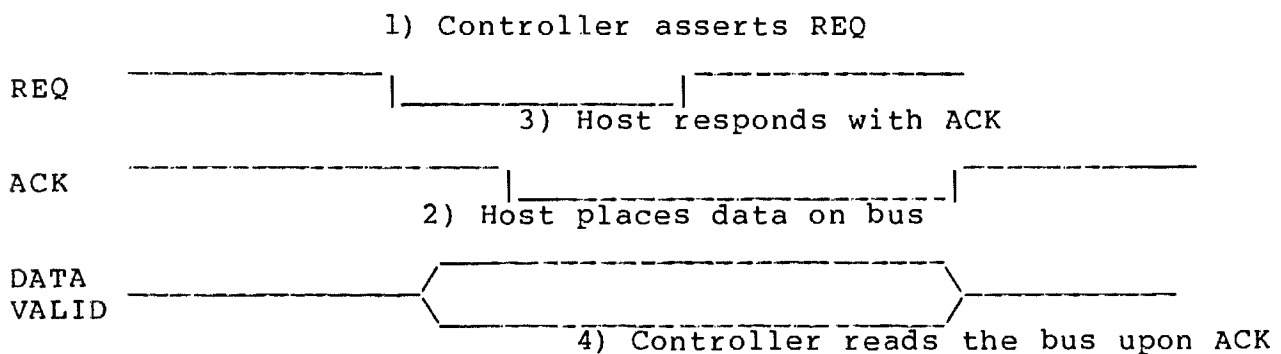 1) Controller asserts REQ
REQ
3) Host responds with ACK
ACK
2) Host places data on bus
DATA
VALID
4) Controller reads the bus upon ACK